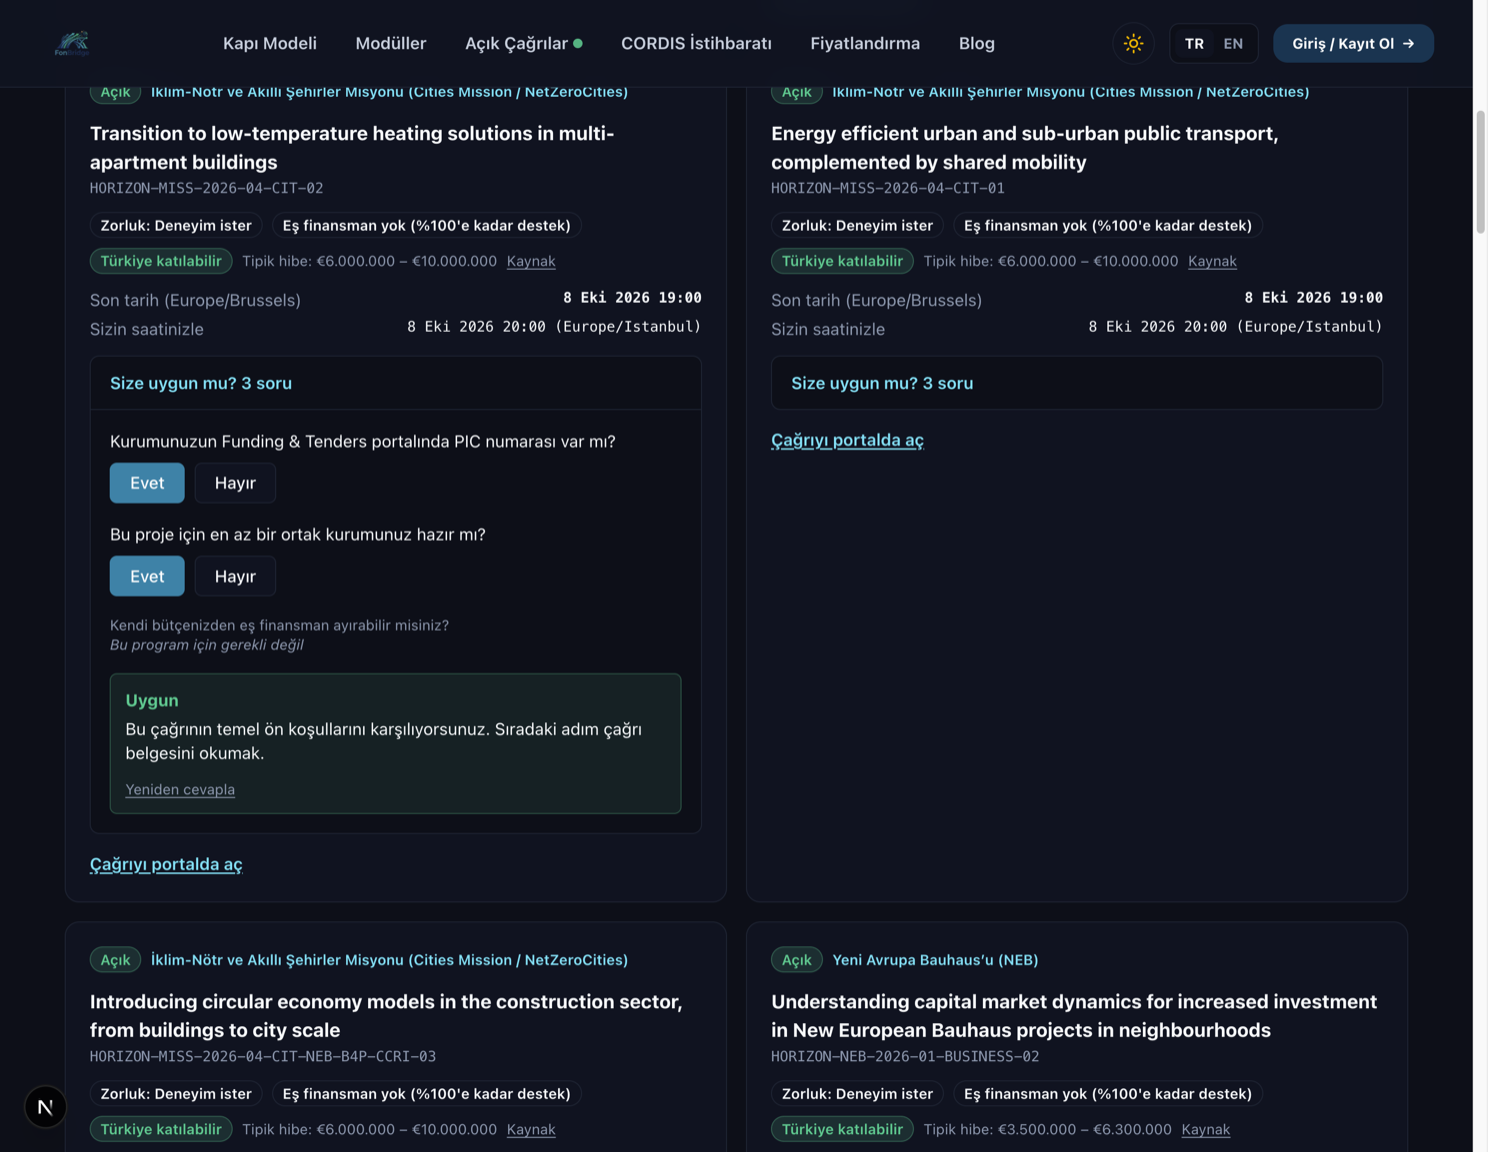 Kapı Modeli
Modüller
Açık Çağrılar
CORDIS İstihbaratı
Fiyatlandırma
Blog
TR EN
Giriş / Kayıt Ol →
Açık İklim-Nötr ve Akıllı Şehirler Misyonu (Cities Mission / NetZeroCities)
Transition to low-temperature heating solutions in multi-
apartment buildings
HORIZON-MISS-2026-04-CIT-02
Zorluk: Deneyim ister
Eş finansman yok (%100'e kadar destek)
Türkiye katılabilir Tipik hibe: €6.000.000 – €10.000.000 Kaynak
Son tarih (Europe/Brussels) 8 Eki 2026 19:00
Sizin saatinizle 8 Eki 2026 20:00 (Europe/Istanbul)
Size uygun mu? 3 soru
Kurumunuzun Funding & Tenders portalında PIC numarası var mı?
Evet Hayır
Bu proje için en az bir ortak kurumunuz hazır mı?
Evet Hayır
Kendi bütçenizden eş finansman ayırabilir misiniz?
Bu program için gerekli değil
Uygun
Bu çağrının temel ön koşullarını karşılıyorsunuz. Sıradaki adım çağrı
belgesini okumak.
Yeniden cevapla
Çağrıyı portalda aç
Açık İklim-Nötr ve Akıllı Şehirler Misyonu (Cities Mission / NetZeroCities)
Energy efficient urban and sub-urban public transport,
complemented by shared mobility
HORIZON-MISS-2026-04-CIT-01
Zorluk: Deneyim ister
Eş finansman yok (%100'e kadar destek)
Türkiye katılabilir Tipik hibe: €6.000.000 – €10.000.000 Kaynak
Son tarih (Europe/Brussels) 8 Eki 2026 19:00
Sizin saatinizle 8 Eki 2026 20:00 (Europe/Istanbul)
Size uygun mu? 3 soru
Çağrıyı portalda aç
Açık İklim-Nötr ve Akıllı Şehirler Misyonu (Cities Mission / NetZeroCities)
Introducing circular economy models in the construction sector,
from buildings to city scale
HORIZON-MISS-2026-04-CIT-NEB-B4P-CCRI-03
Zorluk: Deneyim ister
Eş finansman yok (%100'e kadar destek)
Türkiye katılabilir Tipik hibe: €6.000.000 – €10.000.000 Kaynak
Açık Yeni Avrupa Bauhaus’u (NEB)
Understanding capital market dynamics for increased investment
in New European Bauhaus projects in neighbourhoods
HORIZON-NEB-2026-01-BUSINESS-02
Zorluk: Deneyim ister
Eş finansman yok (%100'e kadar destek)
Türkiye katılabilir Tipik hibe: €3.500.000 – €6.300.000 Kaynak
N